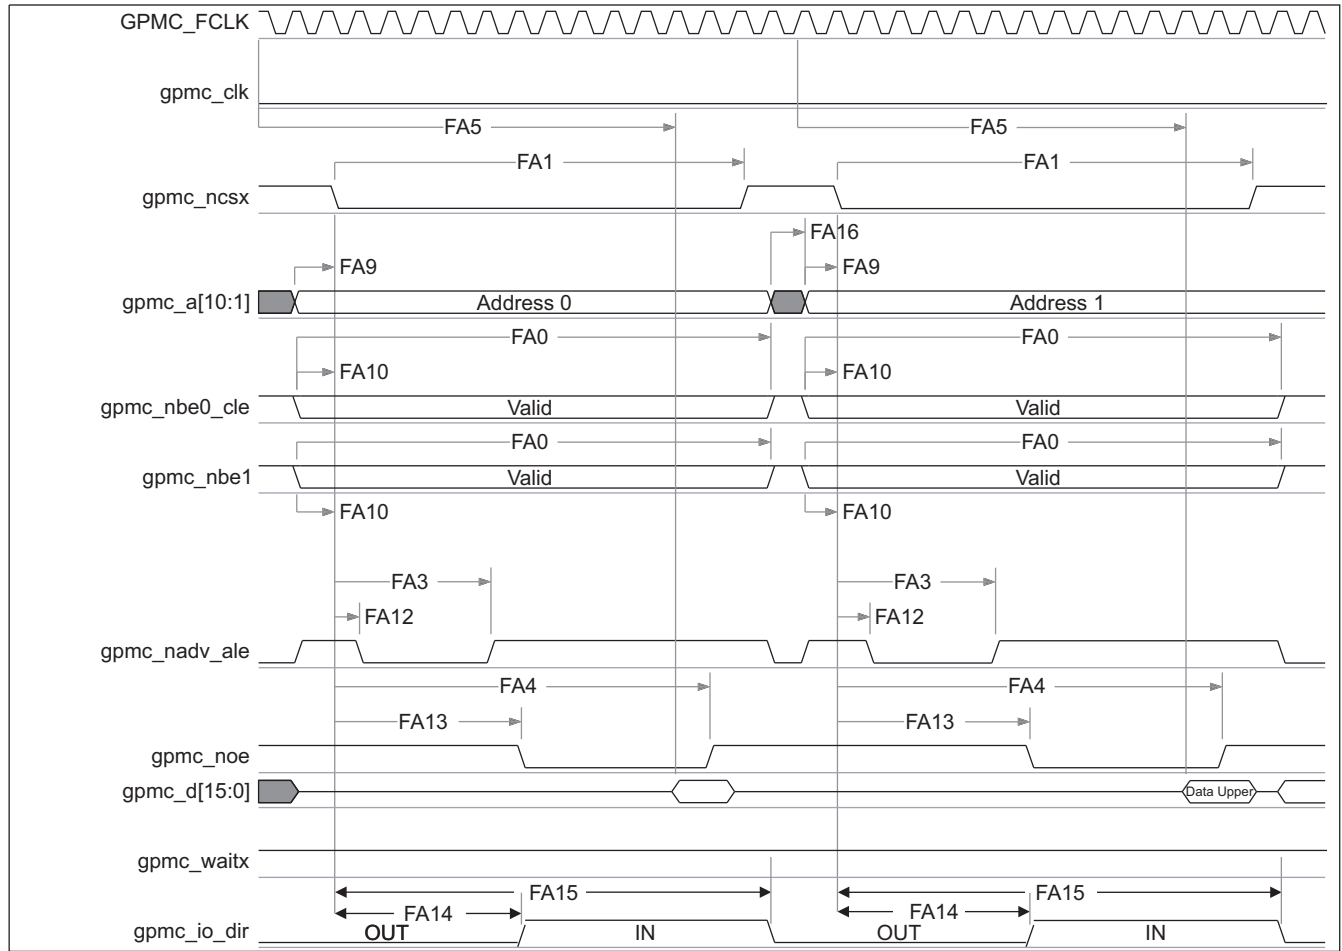 GPMC_FCLK
gpmc_clk
FA5 FA5
FA1 FA1
gpmc_ncsx
FA16
FA9 FA9
gpmc_a[10:1] Address 0 Address 1
FA0 FA0
FA10 FA10
gpmc_nbe0_cle Valid Valid
FA0 FA0
gpmc_nbe1 Valid Valid
FA10 FA10
FA3 FA3
FA12 FA12
gpmc_nadv_ale
FA4 FA4
FA13 FA13
gpmc_noe
gpmc_d[15:0] Data Upper
gpmc_waitx
FA15 FA15
FA14 FA14
gpmc_io_dir OUT IN OUT IN